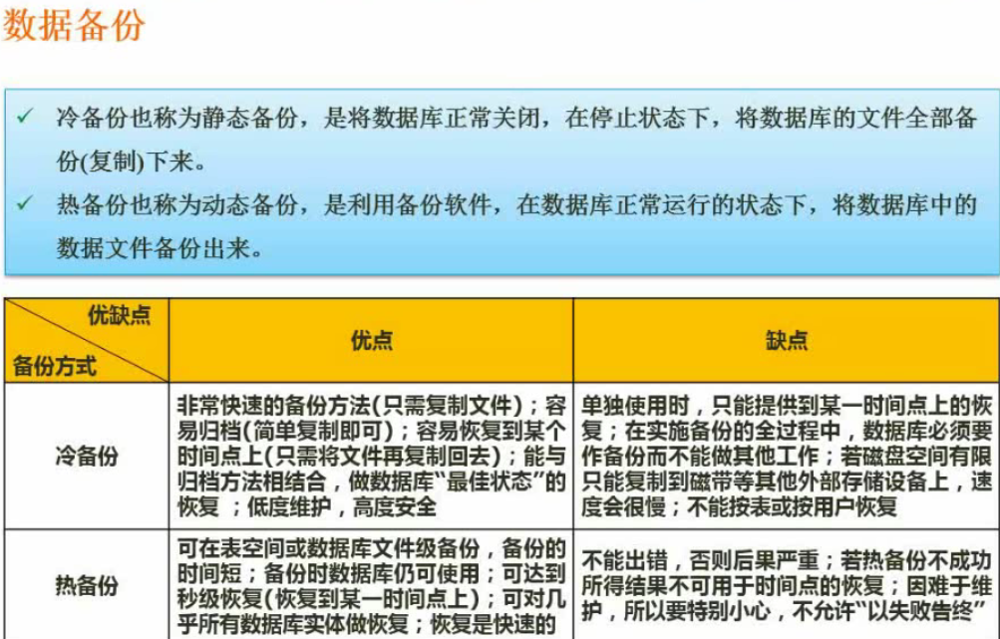 数据备份
✓ 冷备份也称为静态备份，是将数据库正常关闭，在停止状态下，将数据库的文件全部备
份(复制)下来。
✓ 热备份也称为动态备份，是利用备份软件，在数据库正常运行的状态下，将数据库中的
数据文件备份出来。
优缺点
备份方式
优点
缺点
冷备份
非常快速的备份方法(只需复制文件)；容
易归档(简单复制即可)；容易恢复到某个
时间点上(只需将文件再复制回去)；能与
归档方法相结合，做数据库“最佳状态”的
恢复 ；低度维护，高度安全
单独使用时，只能提供到某一时间点上的恢
复；在实施备份的全过程中，数据库必须要
作备份而不能做其他工作；若磁盘空间有限
只能复制到磁带等其他外部存储设备上，速
度会很慢；不能按表或按用户恢复
热备份
可在表空间或数据库文件级备份，备份的
时间短；备份时数据库仍可使用；可达到
秒级恢复(恢复到某一时间点上)；可对几
乎所有数据库实体做恢复；恢复是快速的
不能出错，否则后果严重；若热备份不成功
所得结果不可用于时间点的恢复；因难于维
护，所以要特别小心，不允许“以失败告终”